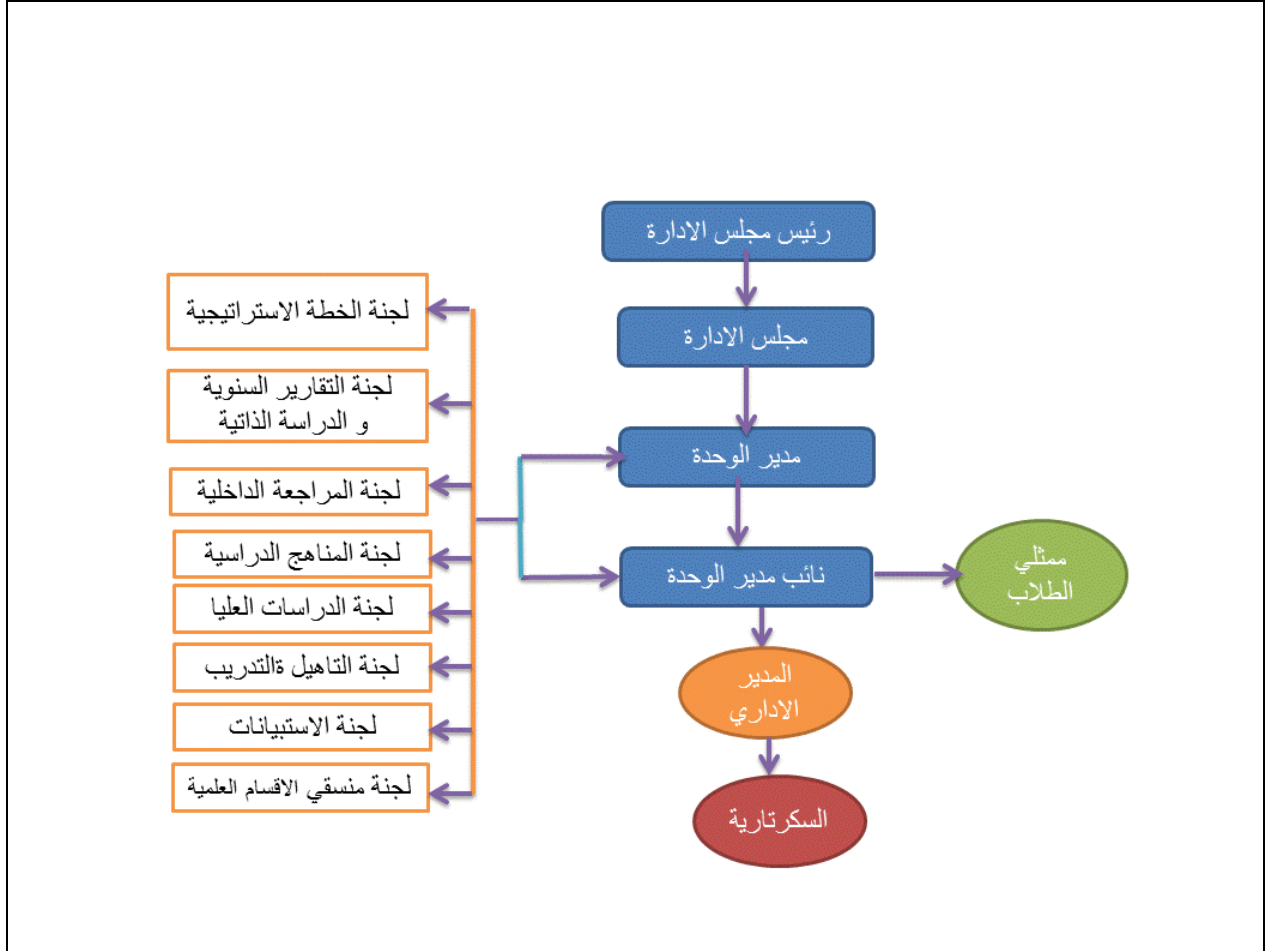 رئيس مجلس الادارة
مجلس الادارة
مدير الوحدة
نائب مدير الوحدة
ممثلي
الطلاب
المدير
الاداري
السكرتارية
لجنة الخطة الاستراتيجية
لجنة التقارير السنوية
و الدراسة الذاتية
لجنة المراجعة الداخلية
لجنة المناهج الدراسية
لجنة الدراسات العليا
لجنة التاهيل ةالتدريب
لجنة الاستبيانات
لجنة منسقي الاقسام العلمية